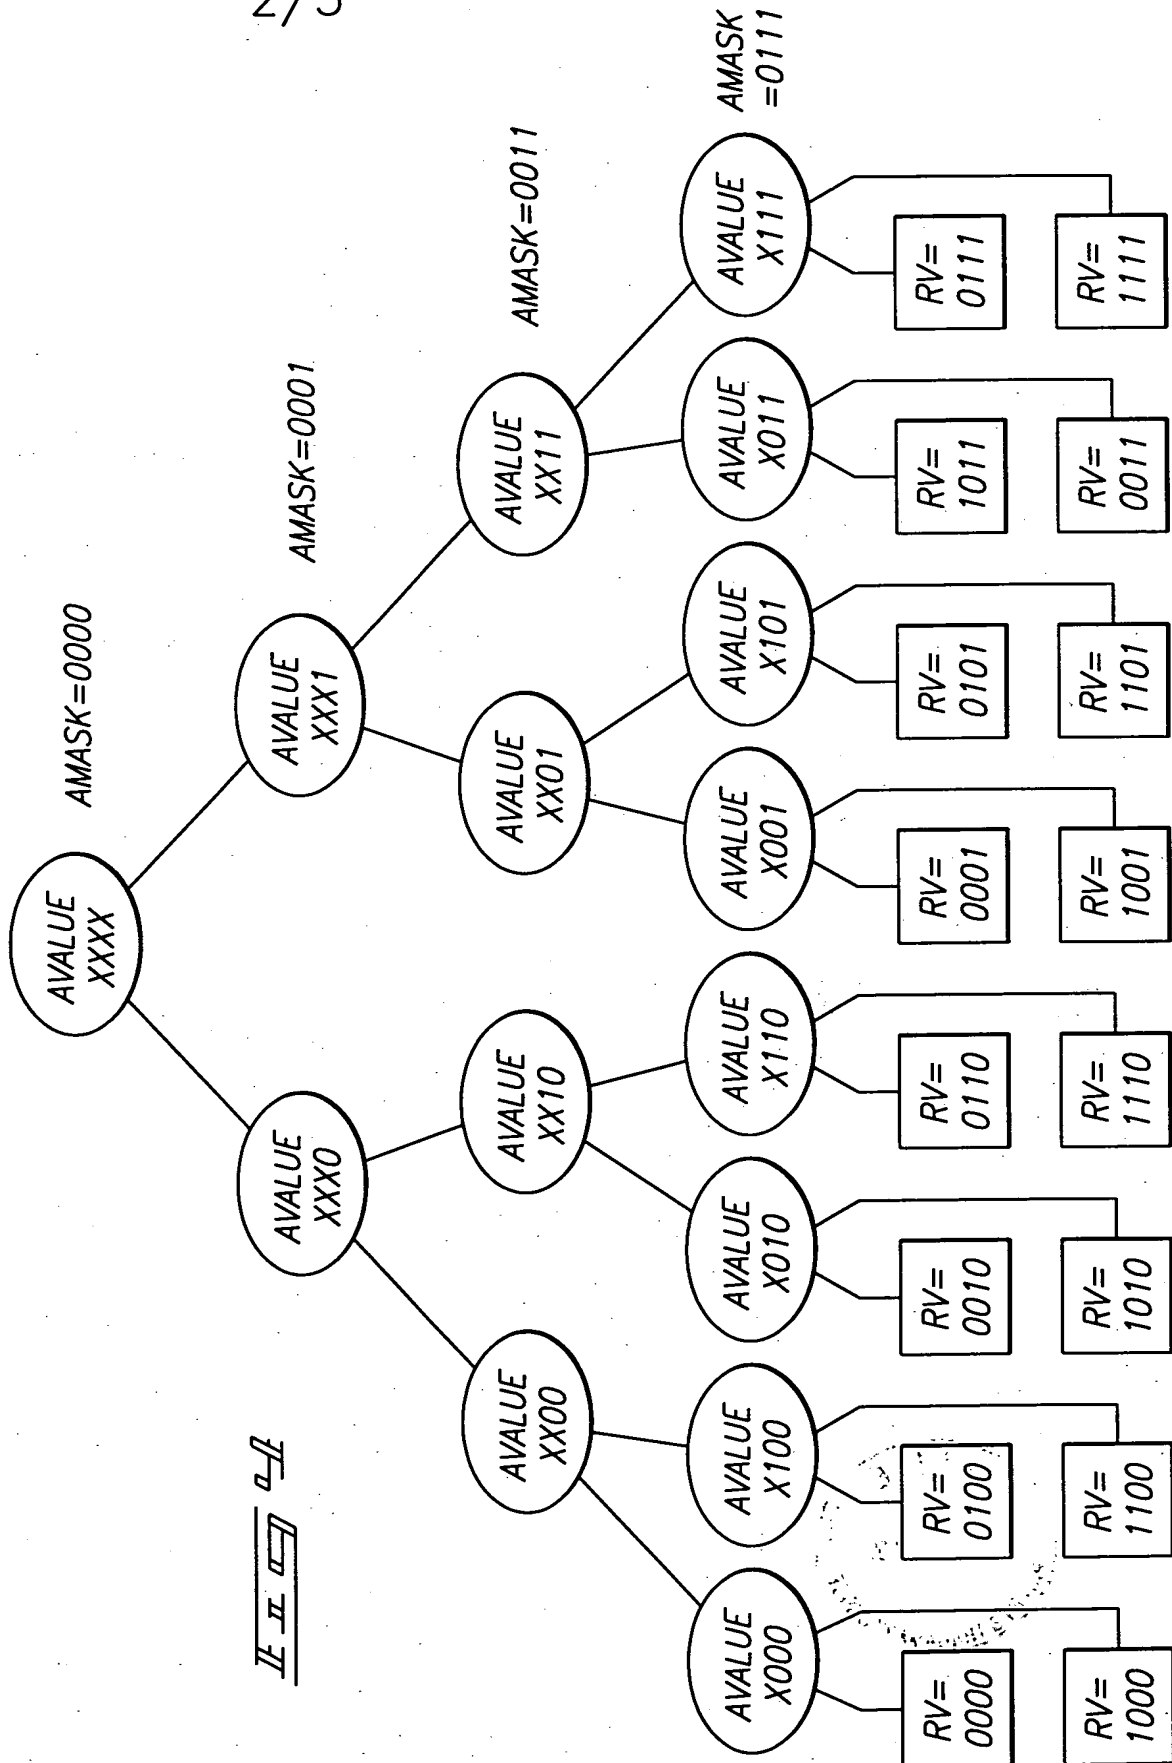 AVALUE
XXXX
AMASK=0000
FIG 4
AVALUE
XXX0
AVALUE
XXX1
AMASK=0001
AVALUE
XX00
AVALUE
XX10
AVALUE
XX01
AVALUE
XX11
AMASK=0011
AVALUE
X000
AVALUE
X100
AVALUE
X010
AVALUE
X110
AVALUE
X001
AVALUE
X101
AVALUE
X011
AVALUE
X111
AMASK
=0111
RV=
0000
RV=
0100
RV=
0010
RV=
0110
RV=
0001
RV=
0101
RV=
1011
RV=
0111
RV=
1000
RV=
1100
RV=
1010
RV=
1110
RV=
1001
RV=
1101
RV=
0011
RV=
1111